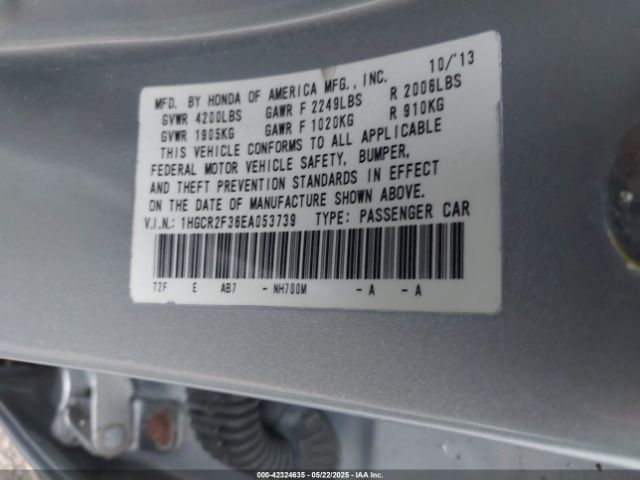 MFD. BY HONDA OF AMERICA MFG., INC. 10/'13
GVWR 4200LBS GAWR F 2249LBS R 2006LBS
GVWR 1905KG GAWR F 1020KG R 910KG
THIS VEHICLE CONFORMS TO ALL APPLICABLE
FEDERAL MOTOR VEHICLE SAFETY, BUMPER,
AND THEFT PREVENTION STANDARDS IN EFFECT
ON THE DATE OF MANUFACTURE SHOWN ABOVE.
V.I.N.: 1HGCR2F36EA053739 TYPE: PASSENGER CAR
T2F E AB7 - NH700M - A - A
000-42324635 - 05/22/2025 - IAA Inc.